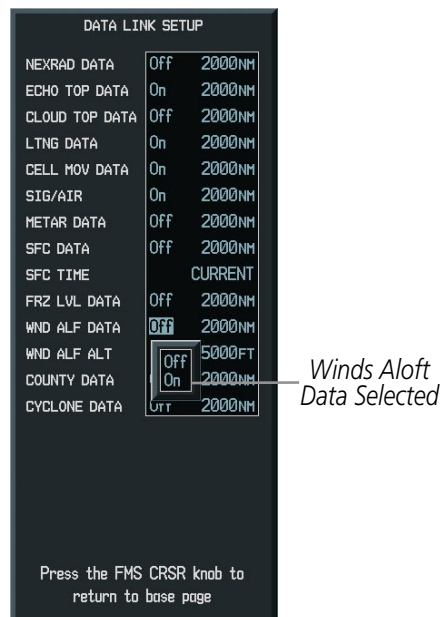 DATA LINK SETUP
NEXRAD DATA Off 2000NM
ECHO TOP DATA On 2000NM
CLOUD TOP DATA Off 2000NM
LTNG DATA On 2000NM
CELL MOV DATA On 2000NM
SIG/AIR On 2000NM
METAR DATA Off 2000NM
SFC DATA Off 2000NM
SFC TIME CURRENT
FRZ LVL DATA Off 2000NM
WND ALF DATA Off 2000NM
WND ALF ALT Off 5000FT
COUNTY DATA On 2000NM
CYCLONE DATA Off 2000NM
Winds Aloft
Data Selected
Press the FMS CRSR knob to
return to base page